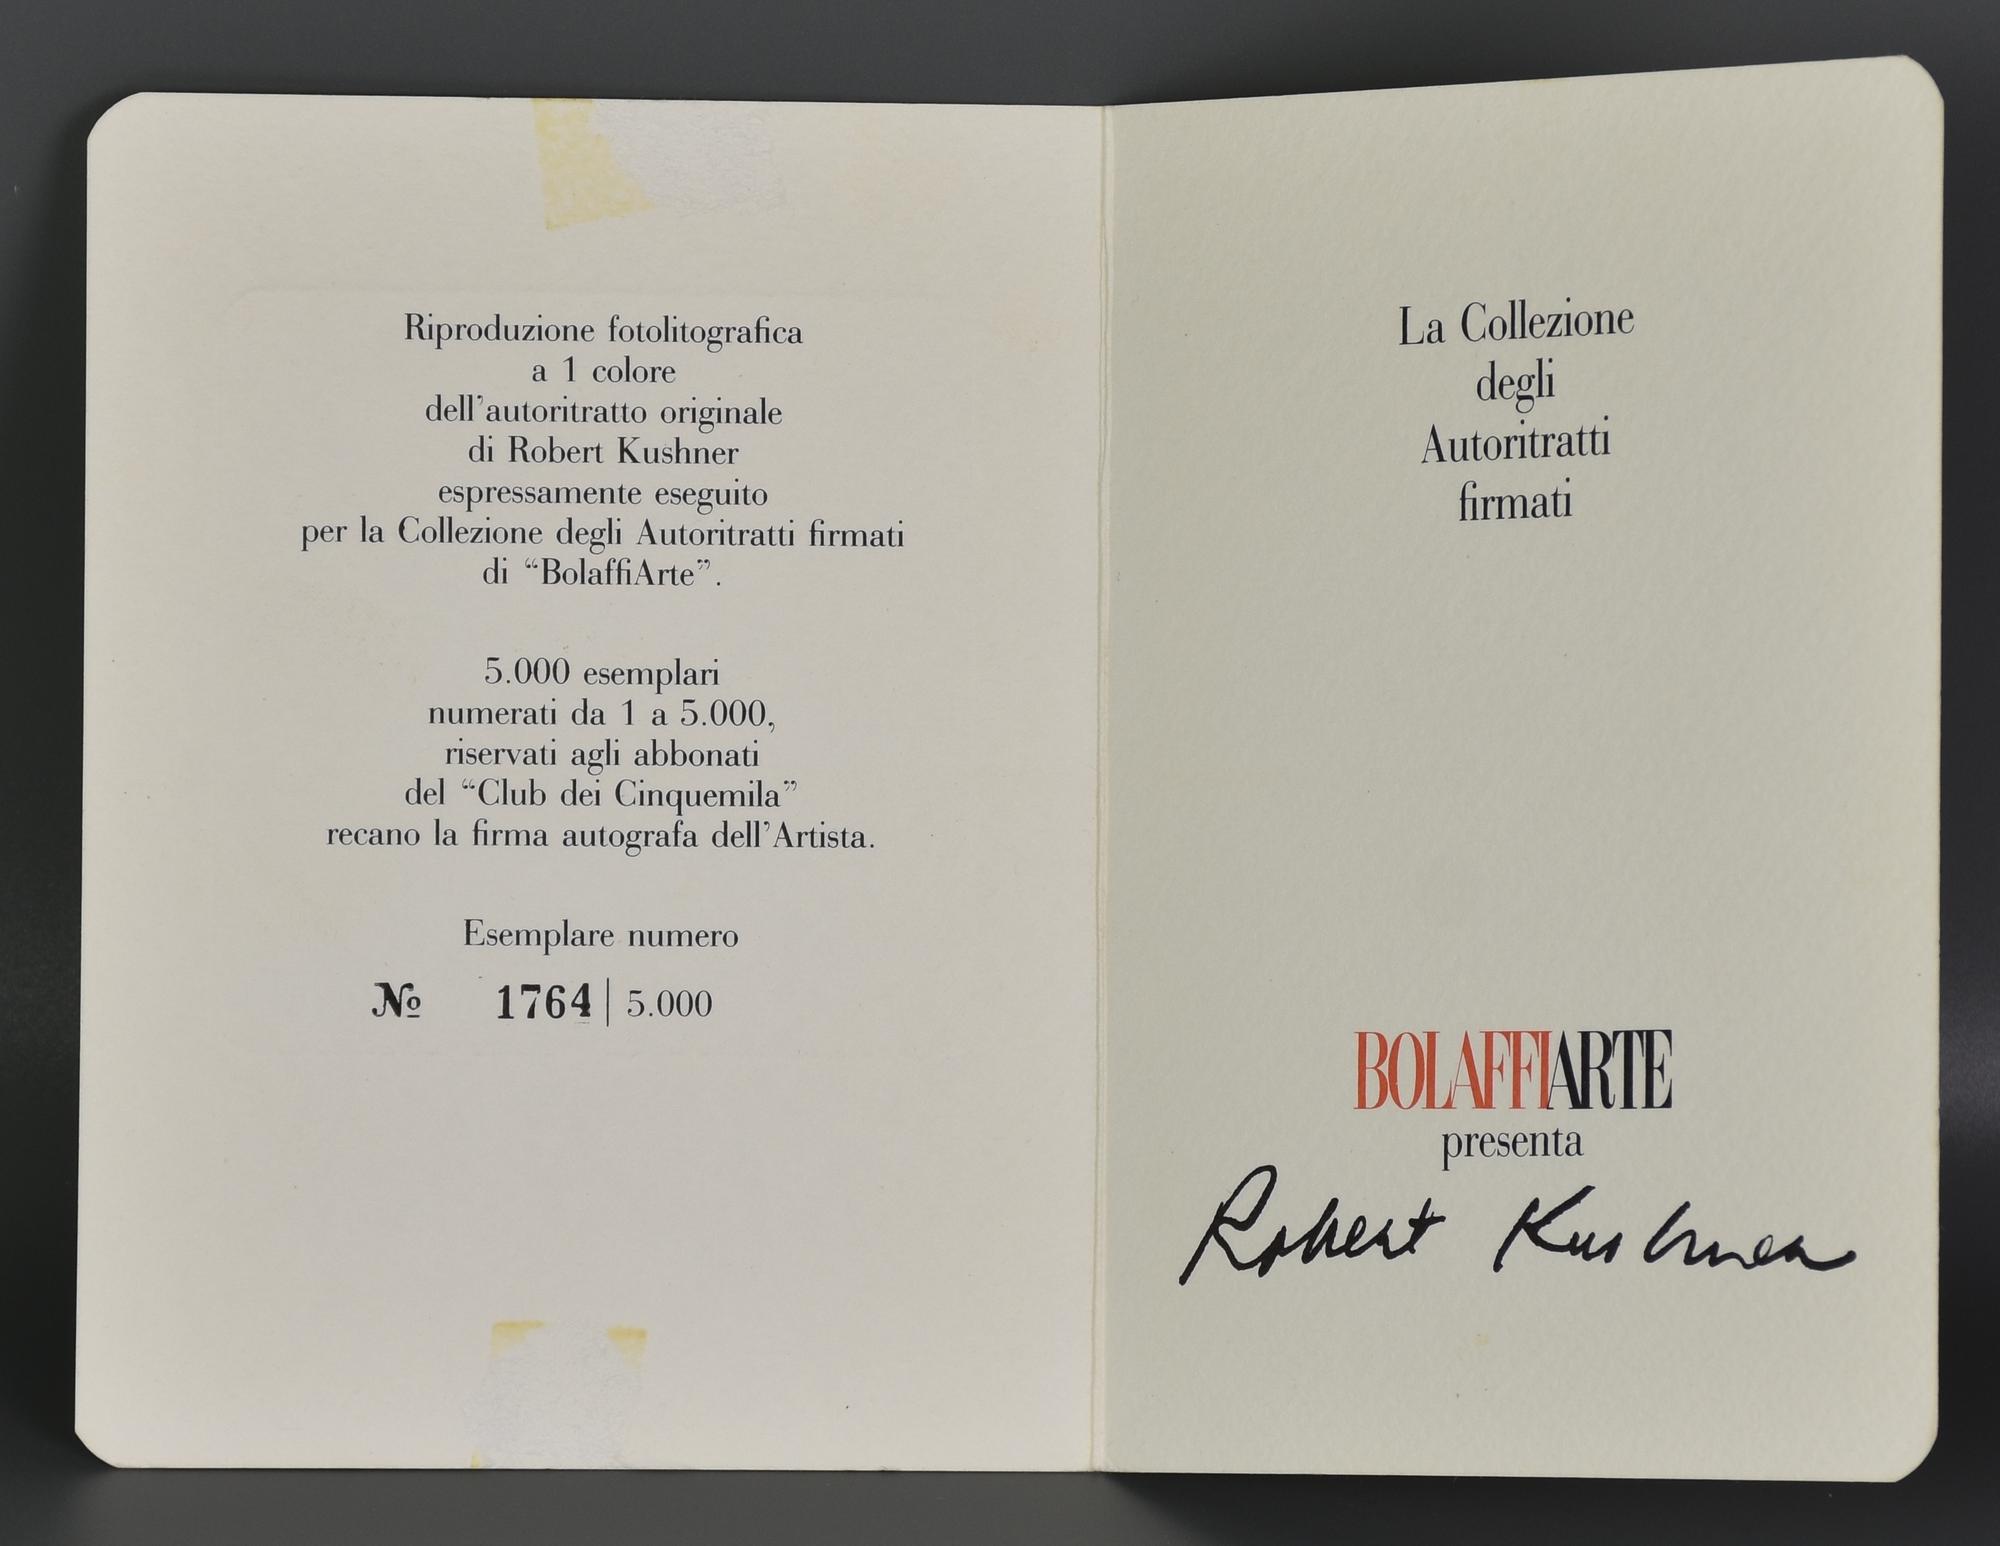 Riproduzione fotolitografica
a 1 colore
dell'autoritratto originale
di Robert Kushner
espressamente eseguito
per la Collezione degli Autoritratti firmati
di “BolaffiArte”.
5.000 esemplari
numerati da 1 a 5.000,
riservati agli abbonati
del “Club dei Cinquemila”
recano la firma autografa dell'Artista.
Esemplare numero
Nº 1764 | 5.000
La Collezione
degli
Autoritratti
firmati
BOLAFFIARTE
presenta
Robert Kushner